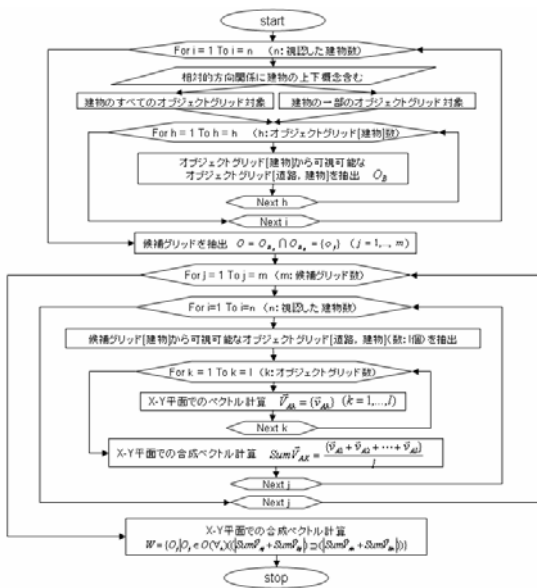 start
For i = 1 To i = n (n: 視認した建物数)
相対的方向関係に建物の上下概念含む
建物のすべてのオブジェクトグリッド対象
建物の一部のオブジェクトグリッド対象
For h = 1 To h = h (h: オブジェクトグリッド[建物]数)
オブジェクトグリッド[建物]から可視可能な
オブジェクトグリッド[道路，建物]を抽出
Next h
Next i
候補グリッドを抽出 (j = 1,..., m)
For j = 1 To j = m (m: 候補グリッド数)
For i=1 To i=n (n: 視認した建物数)
候補グリッド[建物]から可視可能なオブジェクトグリッド[道路，建物](数: l個)を抽出
For k = 1 To k = l (k: オブジェクトグリッド数)
X-Y平面でのベクトル計算 (k = 1,...,l)
Next k
X-Y平面での合成ベクトル計算
Next j
Next j
X-Y平面での合成ベクトル計算
stop